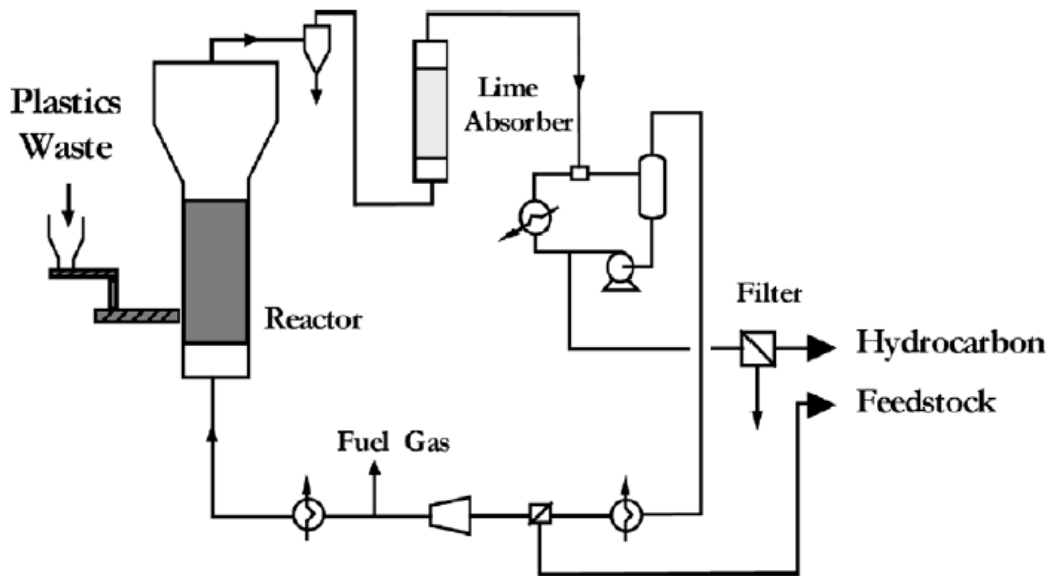 Plastics
Waste
Lime
Absorber
Reactor
Filter
Hydrocarbon
Feedstock
Fuel Gas